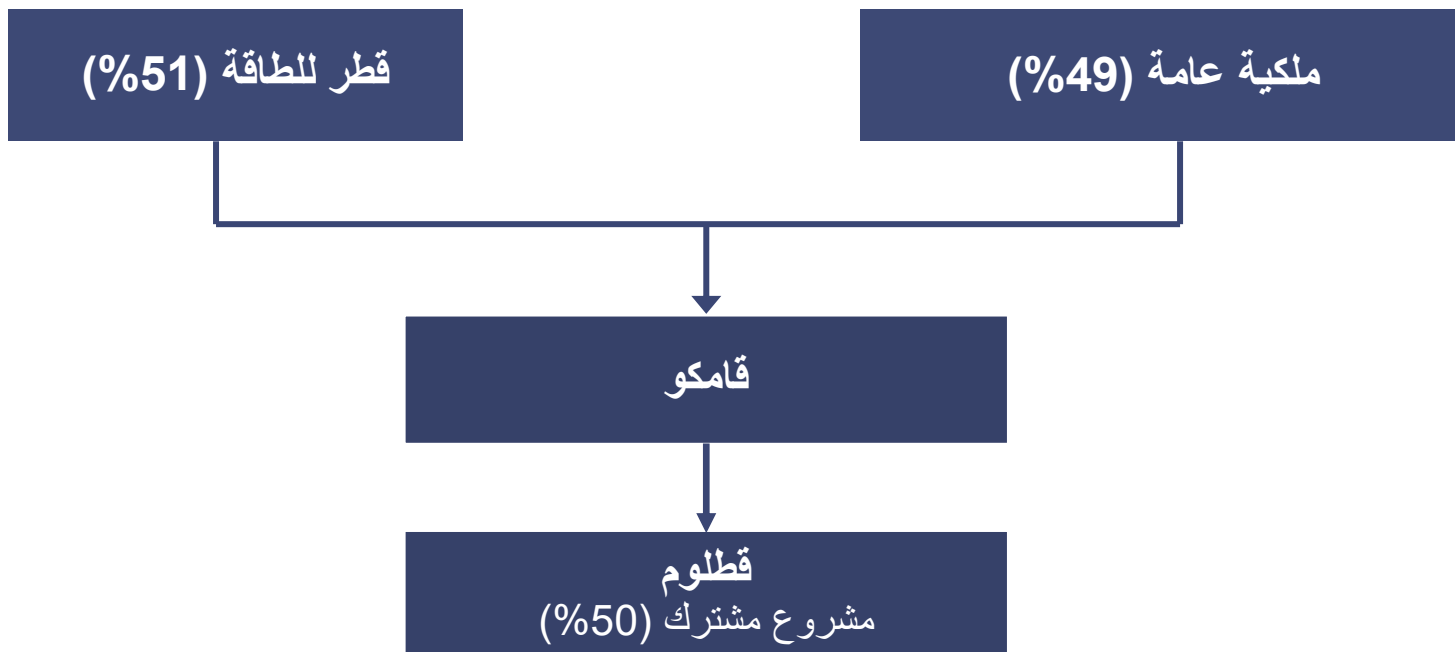 ملكية عامة (49%)
قطر للطاقة (51%)
قامكو
قطلوم
مشروع مشترك (50%)